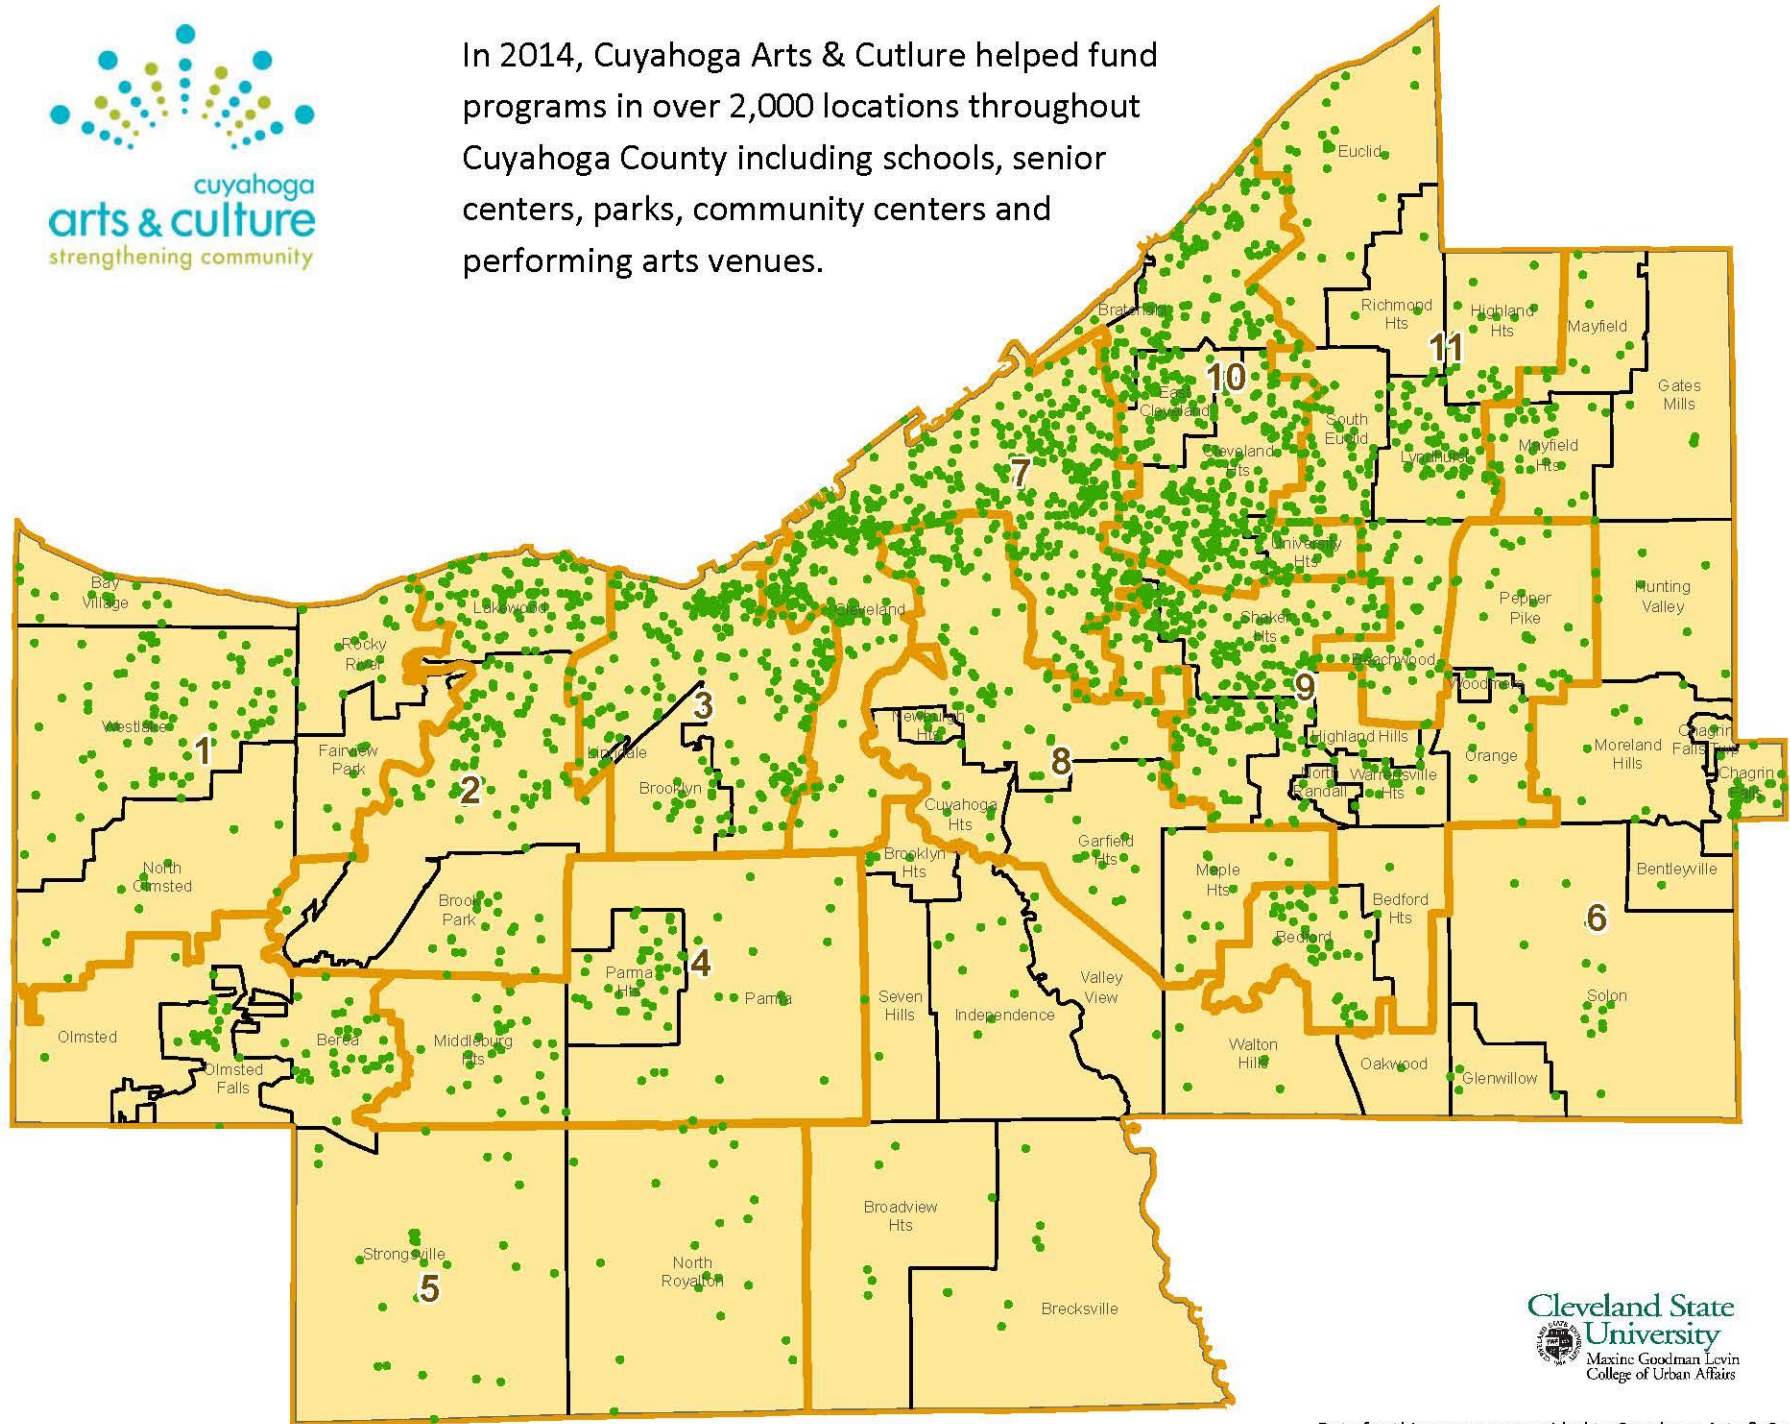 cuyahoga
arts & culture
strengthening community
In 2014, Cuyahoga Arts & Cutlure helped fund
programs in over 2,000 locations throughout
Cuyahoga County including schools, senior
centers, parks, community centers and
performing arts venues.
Euclid
Bratenahl
Richmond
Hts
Highland
Hts
Mayfield
11
10
Gates
Mills
East
Cleveland
South
Euclid
Cleveland
Hts
Lyndhurst
Mayfield
Hts
7
University
Hts
Bay
Village
Lakewood
Cleveland
Shaker
Hts
Pepper
Pike
Hunting
Valley
Rocky
River
Beachwood
Woodmere
9
3
Westlake
1
Fairview
Park
2
Linndale
Brooklyn
Newburgh
Hts
8
Highland Hills
North
Randall
Warrensville
Hts
Orange
Moreland
Hills
Chagrin
Falls Twp
Chagrin
Falls
Cuyahoga
Hts
Garfield
Hts
Brooklyn
Hts
Maple
Hts
Bedford
Hts
Bentleyville
North
Olmsted
Brook
Park
Bedford
6
4
Parma
Hts
Parma
Seven
Hills
Independence
Valley
View
Solon
Olmsted
Berea
Middleburg
Hts
Olmsted
Falls
Walton
Hills
Oakwood
Glenwillow
Broadview
Hts
Strongsville
5
North
Royalton
Brecksville
Cleveland State
University
Maxine Goodman Levin
College of Urban Affairs